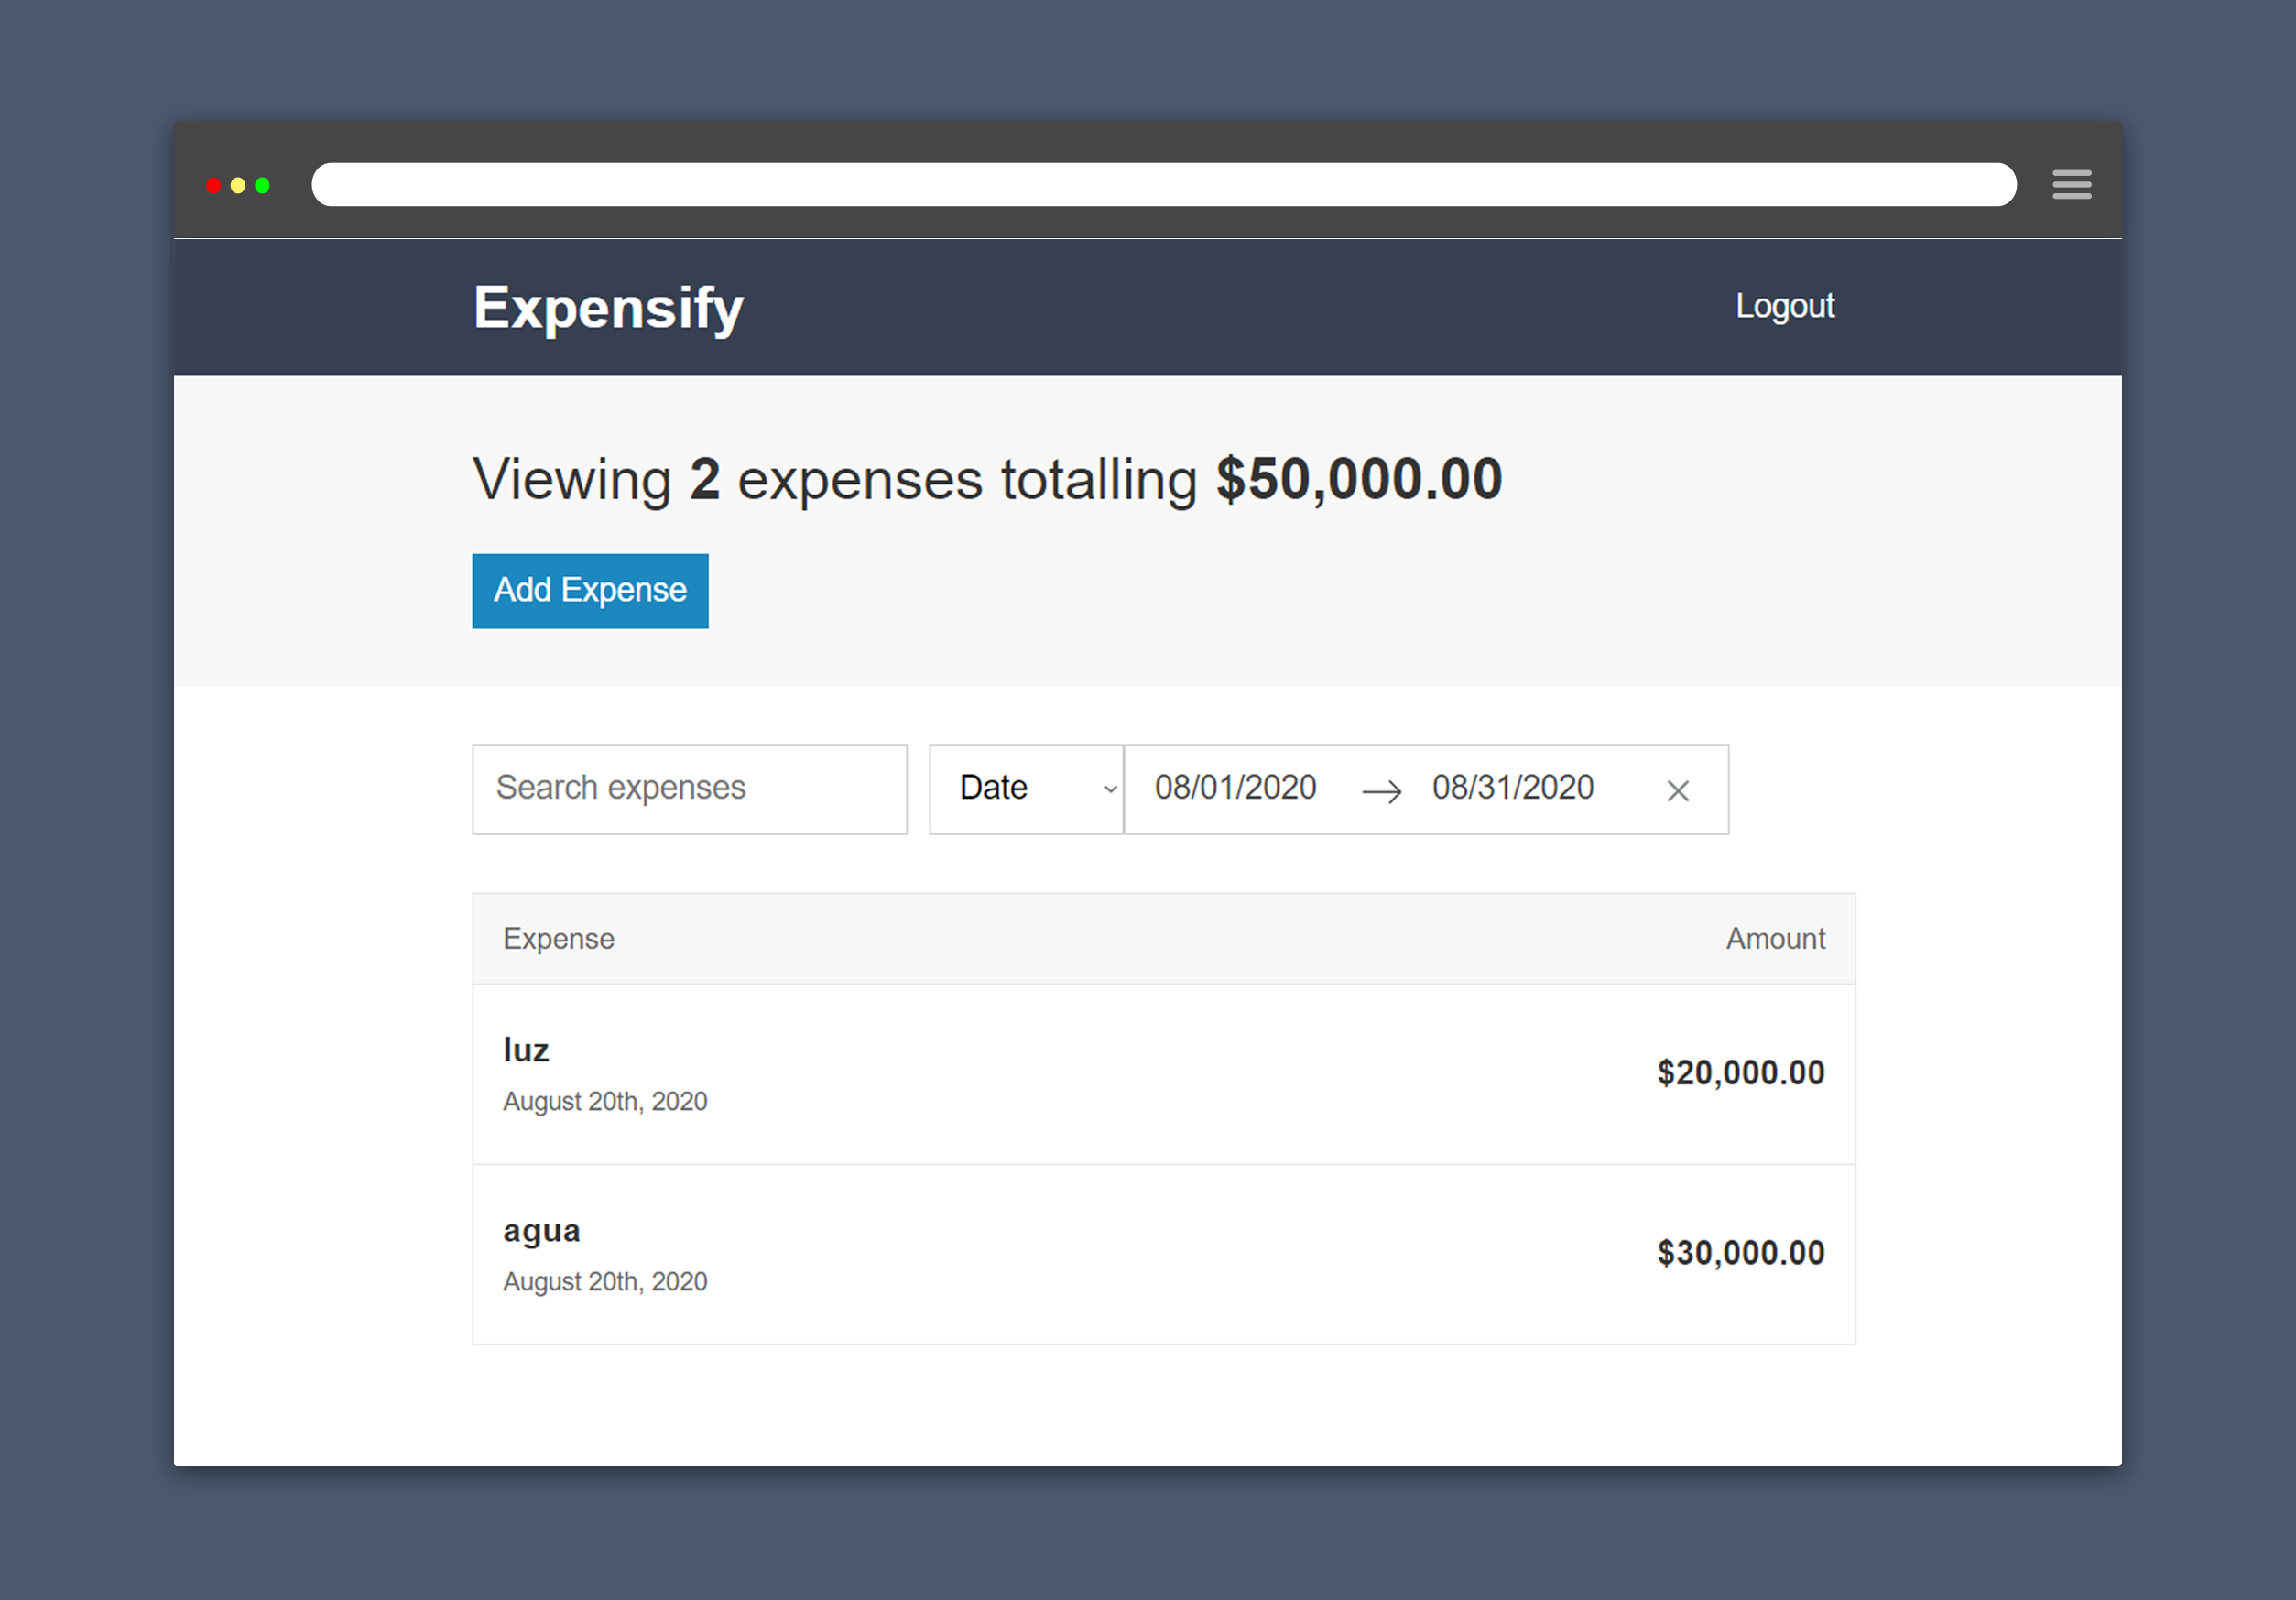 Expensify
Logout
Viewing 2 expenses totalling $50,000.00
Add Expense
Search expenses
Date
08/01/2020
08/31/2020
Expense
Amount
luz
August 20th, 2020
$20,000.00
agua
August 20th, 2020
$30,000.00